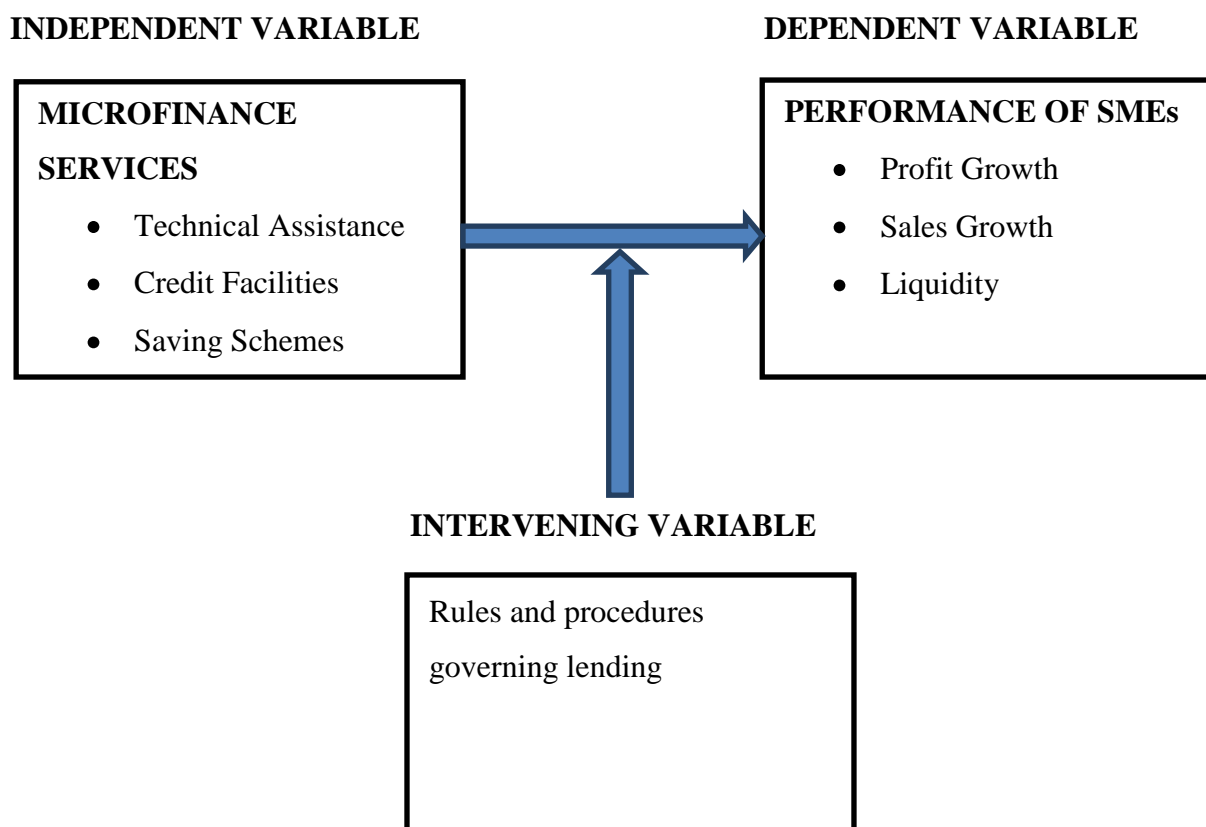 INDEPENDENT VARIABLE
DEPENDENT VARIABLE
MICROFINANCE
SERVICES
• Technical Assistance
• Credit Facilities
• Saving Schemes
PERFORMANCE OF SMEs
• Profit Growth
• Sales Growth
• Liquidity
INTERVENING VARIABLE
Rules and procedures
governing lending